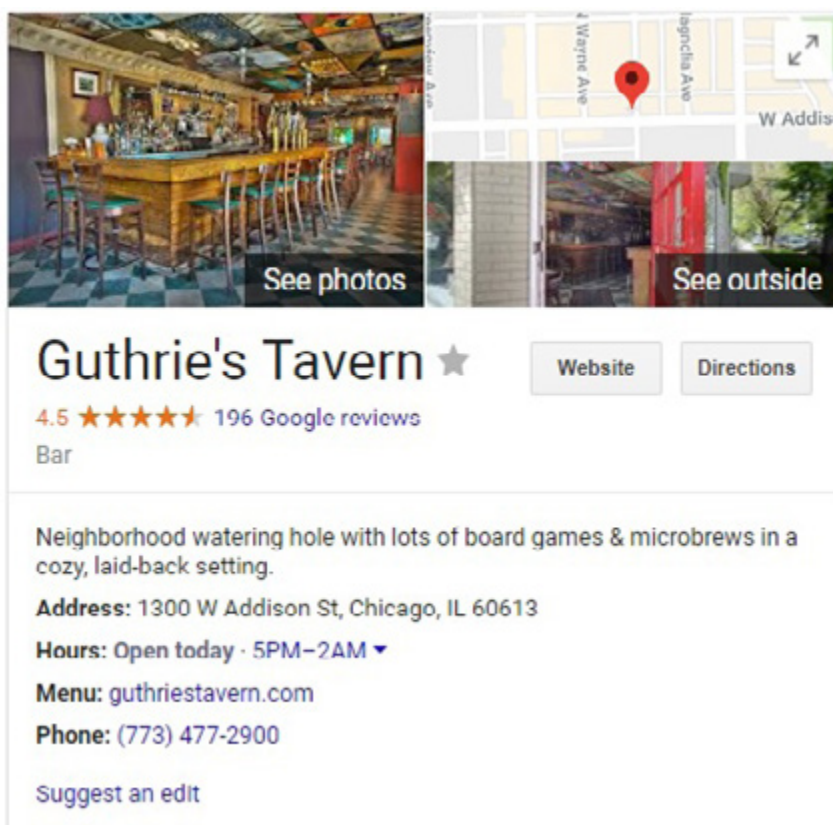 N Wayne Ave
Magnolia Ave
W Addis
See photos
See outside
Guthrie's Tavern
Website
Directions
4.5
196 Google reviews
Bar
Neighborhood watering hole with lots of board games & microbrews in a
cozy, laid-back setting.
Address: 1300 W Addison St, Chicago, IL 60613
Hours: Open today · 5PM–2AM
Menu: guthriestavern.com
Phone: (773) 477-2900
Suggest an edit